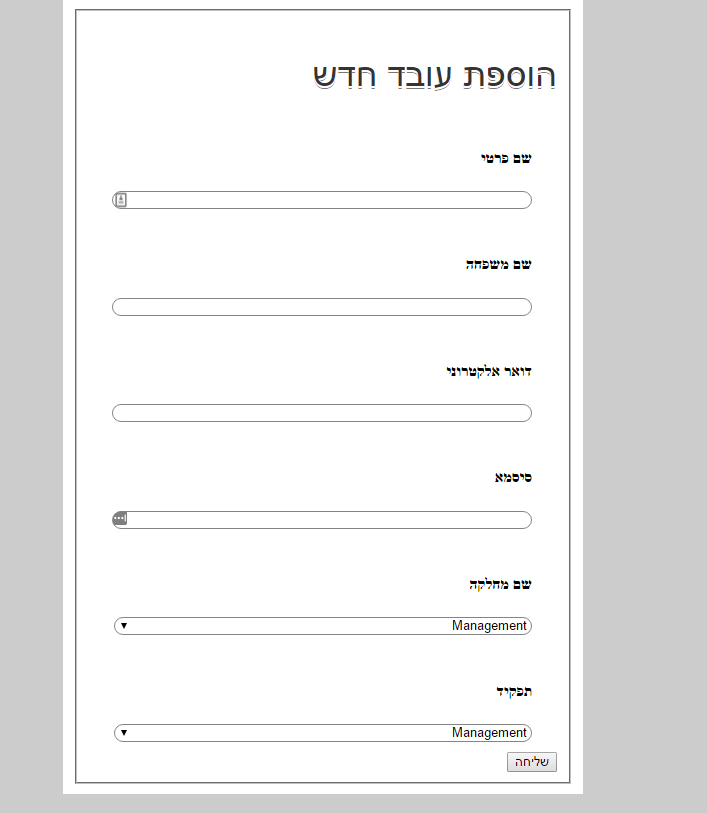 הוספת עובד חדש
שם פרטי
שם משפחה
דואר אלקטרוני
סיסמא
שם מחלקה
Management
תפקיד
Management
שליחה